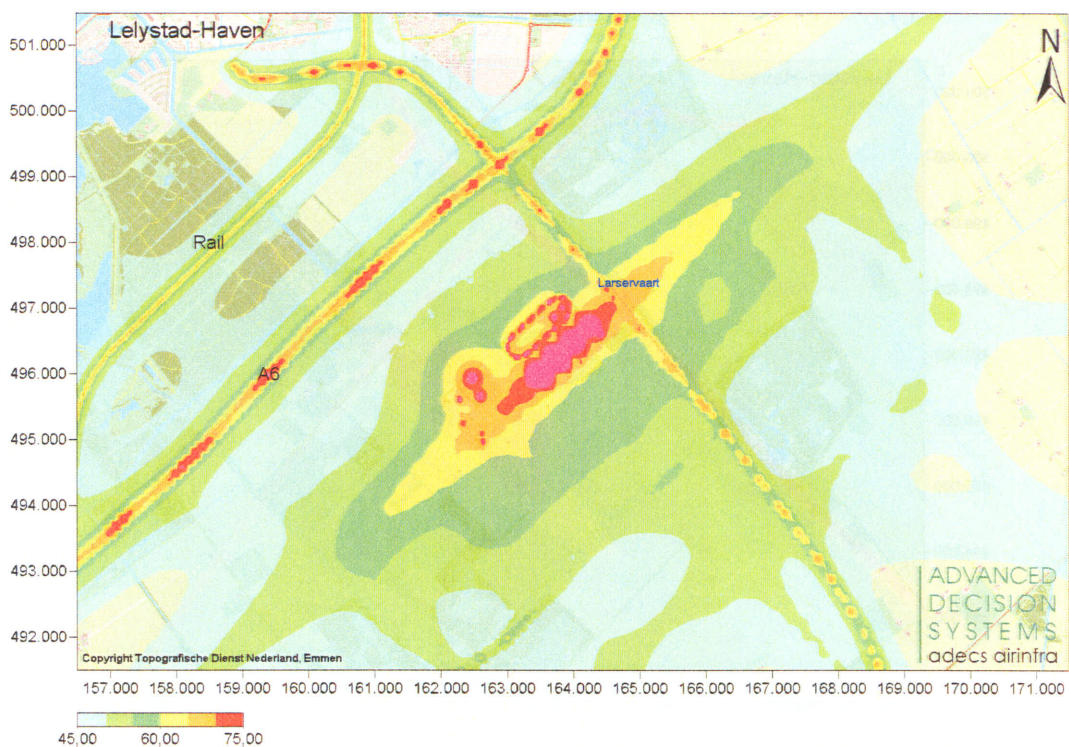 Lelystad-Haven
N
501.000
500.000
499.000
498.000
497.000
496.000
495.000
494.000
493.000
492.000
Rail
Larservaart
A6
ADVANCED
DECISION
SYSTEMS
adecs airinfra
Copyright Topografische Dienst Nederland, Emmen
157.000 158.000 159.000 160.000 161.000 162.000 163.000 164.000 165.000 166.000 167.000 168.000 169.000 170.000 171.000
45,00 60,00 75,00